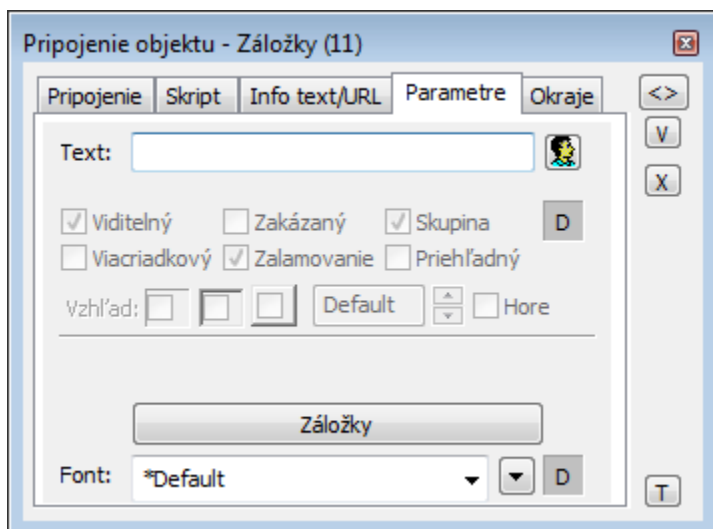 Pripojenie objektu - Záložky (11)
Pripojenie Skript Info text/URL Parametre Okraje
<>
V
Text:
X
Viditelný Zakázaný Skupina D
Viacriadkový Zalamovanie Priehľadný
Vzhľad: Default Hore
Záložky
Font: *Default D
T